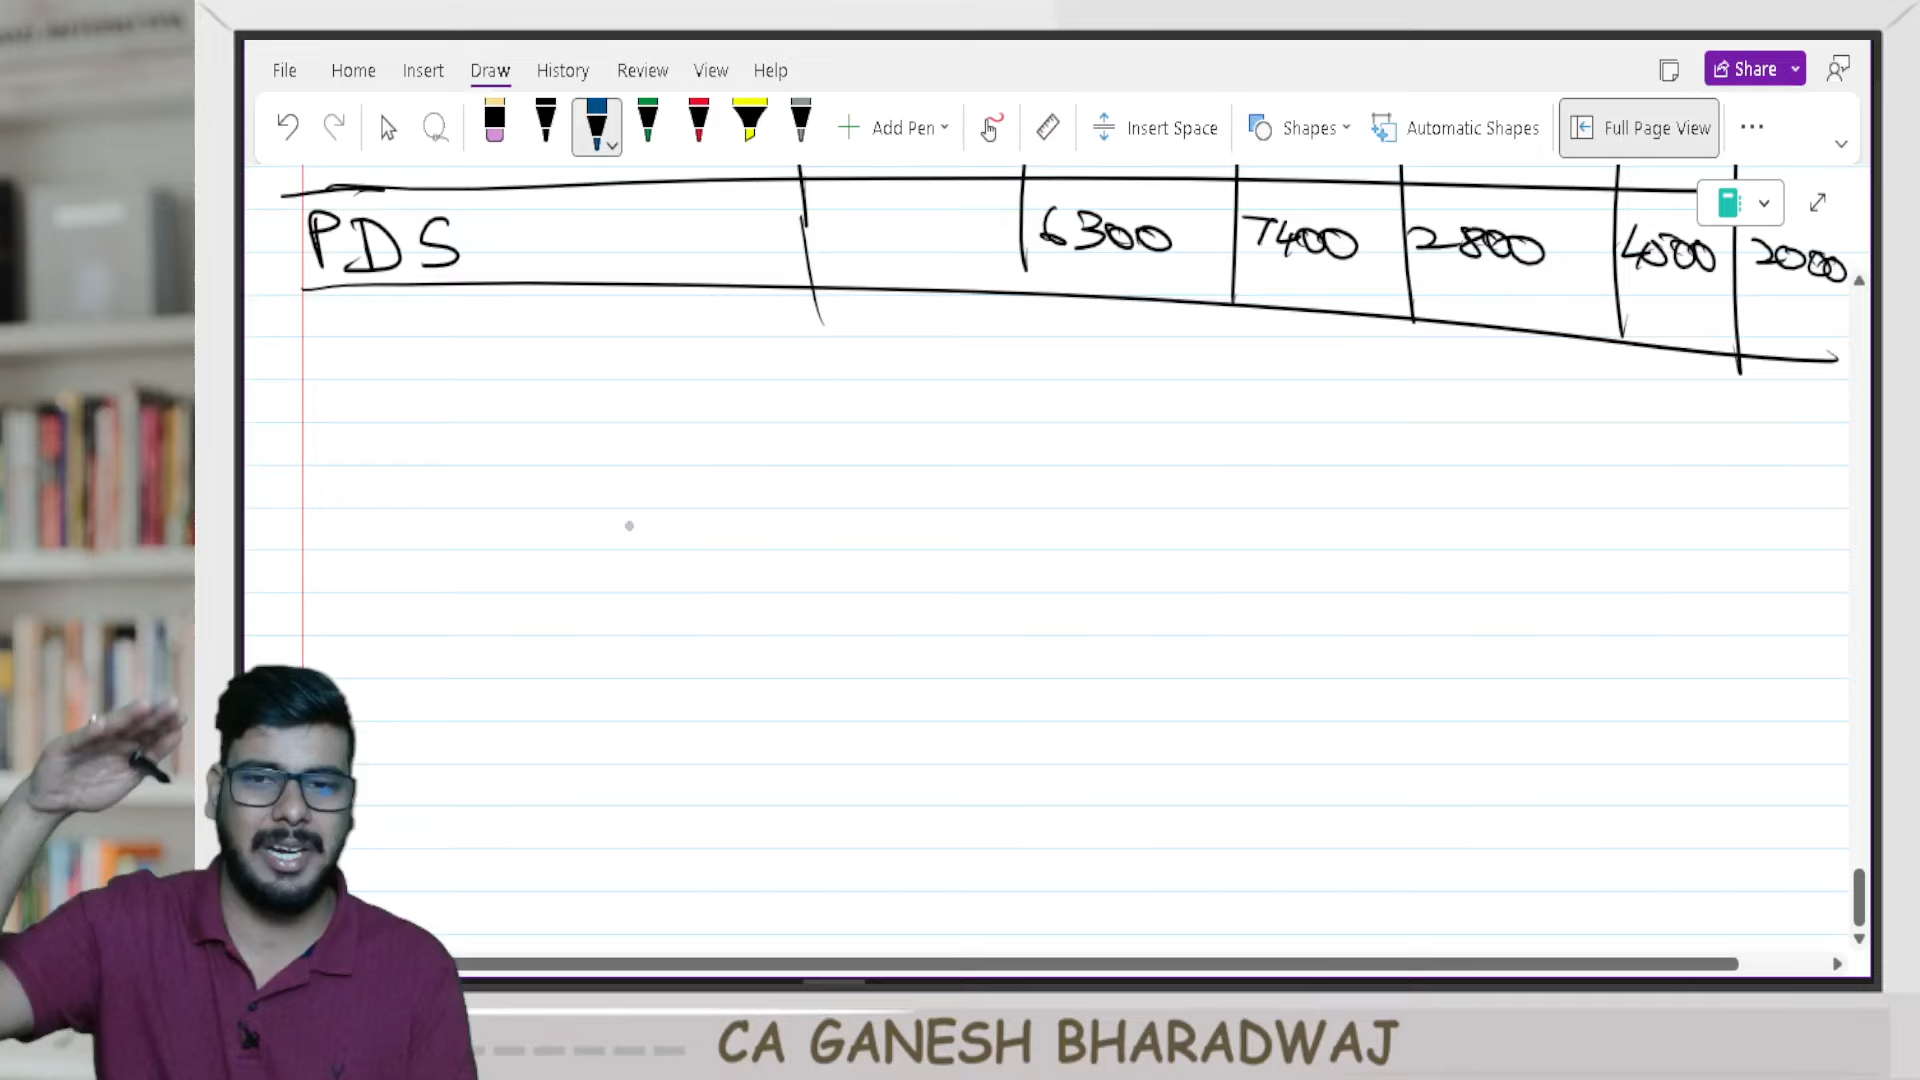 File Home Insert Draw History Review View Help Share
Add Pen Insert Space Shapes Automatic Shapes Full Page View ...
PDS 6300 7400 2800 4500 2000
CA GANESH BHARADWAJ